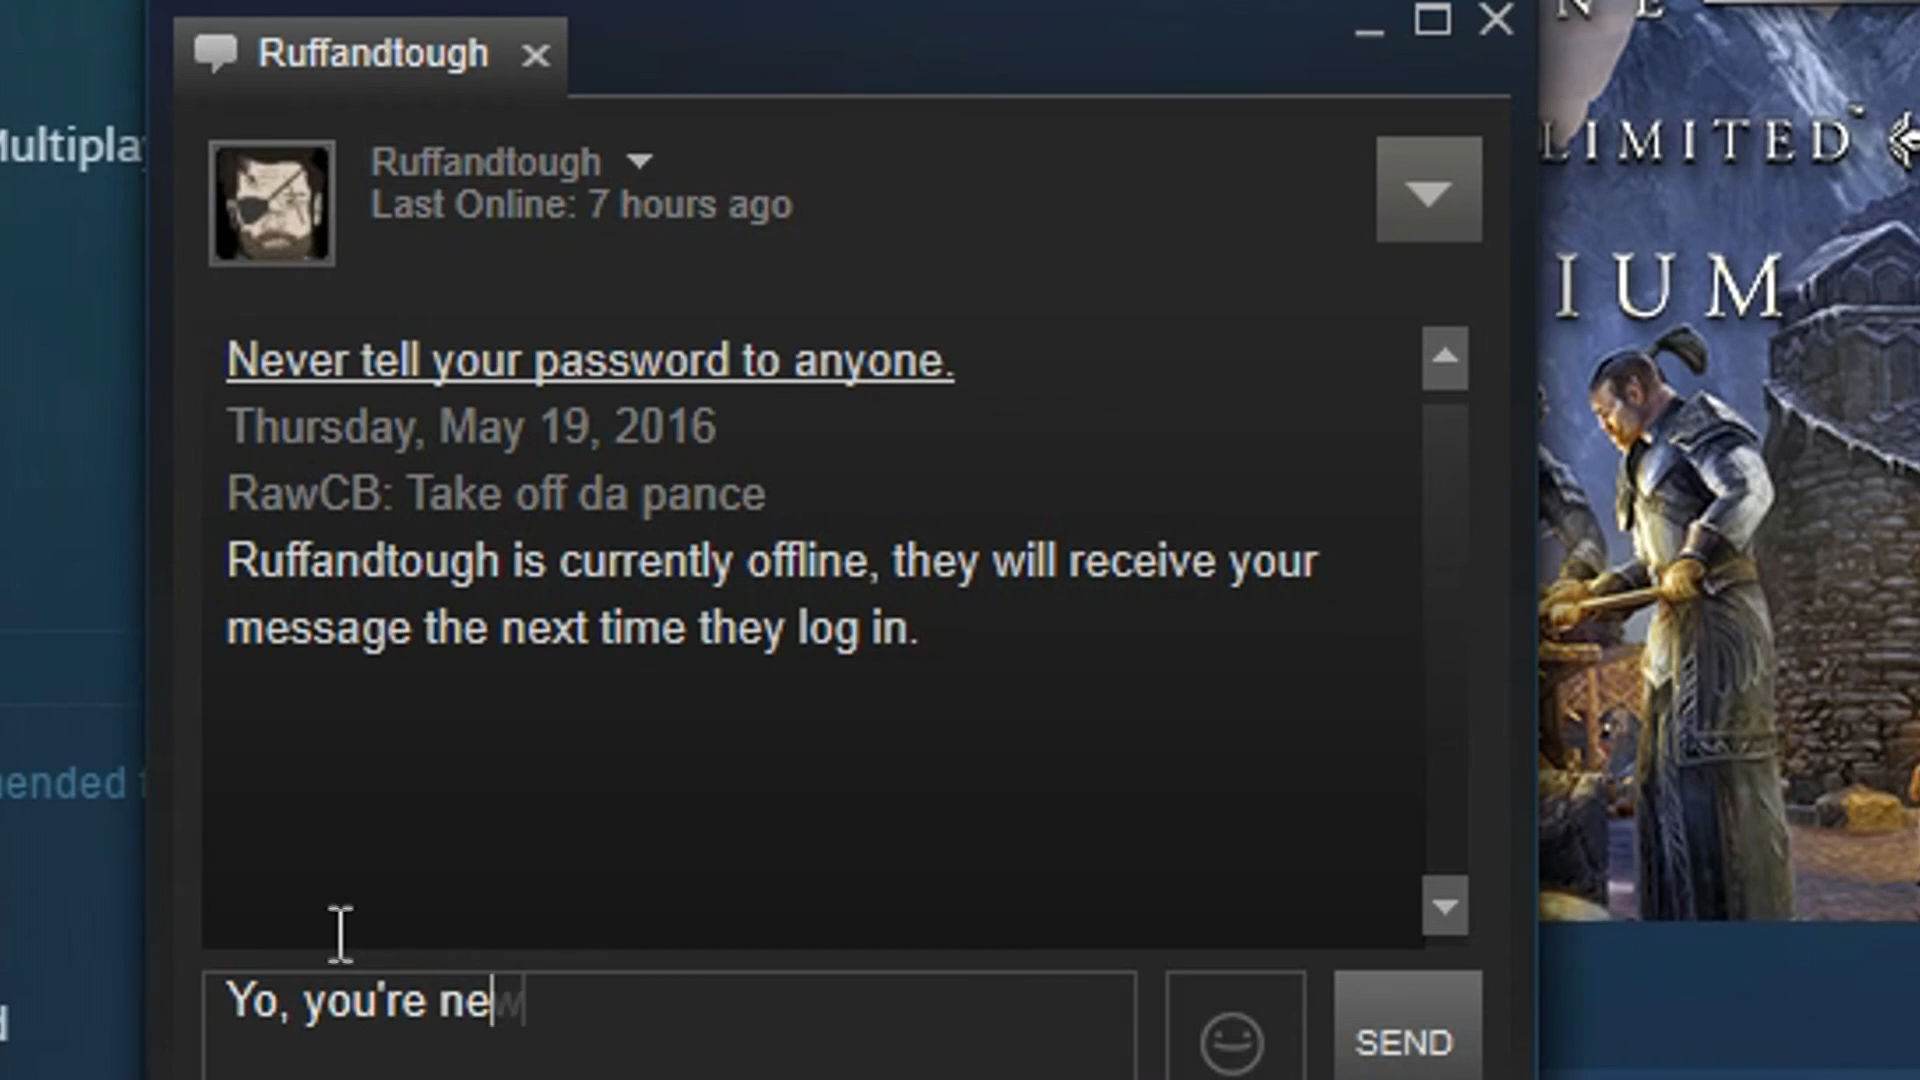 N E
Ruffandtough
Multipla
Ruffandtough
Last Online: 7 hours ago
LIMITED™
IUM
Never tell your password to anyone.
Thursday, May 19, 2016
RawCB: Take off da pance
Ruffandtough is currently offline, they will receive your
message the next time they log in.
ended f
Yo, you're new
d
SEND